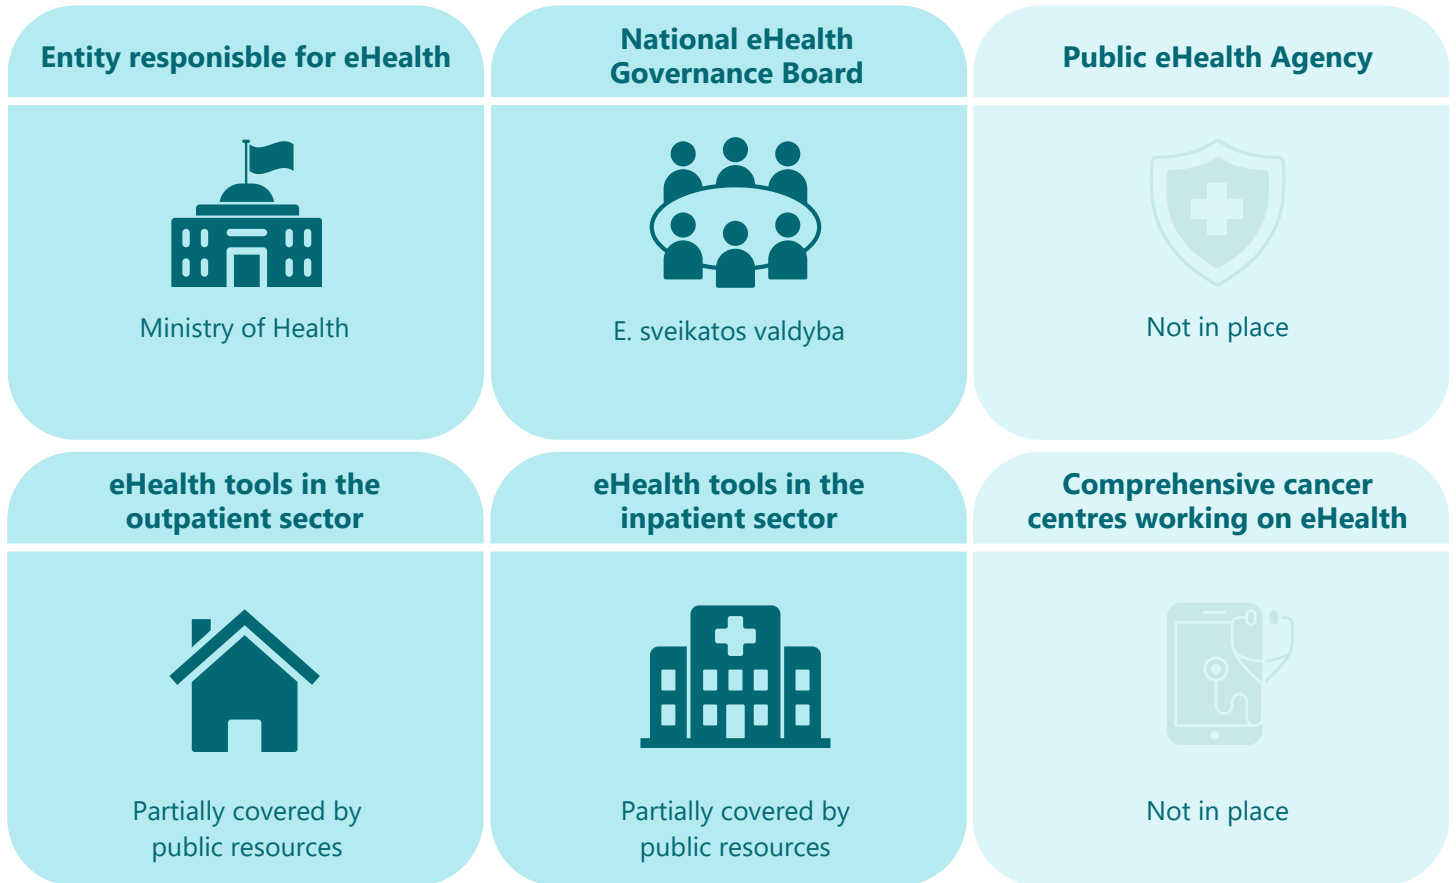 Entity responisble for eHealth
National eHealth
Governance Board
Public eHealth Agency
Ministry of Health
E. sveikatos valdyba
Not in place
eHealth tools in the
outpatient sector
eHealth tools in the
inpatient sector
Comprehensive cancer
centres working on eHealth
Partially covered by
public resources
Partially covered by
public resources
Not in place